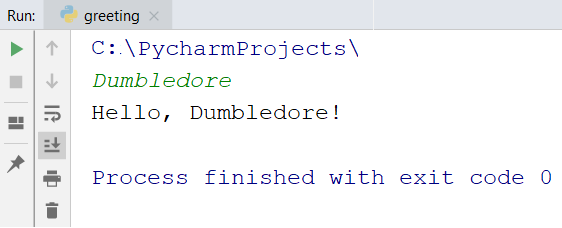 Run: greeting
C:\PycharmProjects\
Dumbledore
Hello, Dumbledore!
Process finished with exit code 0